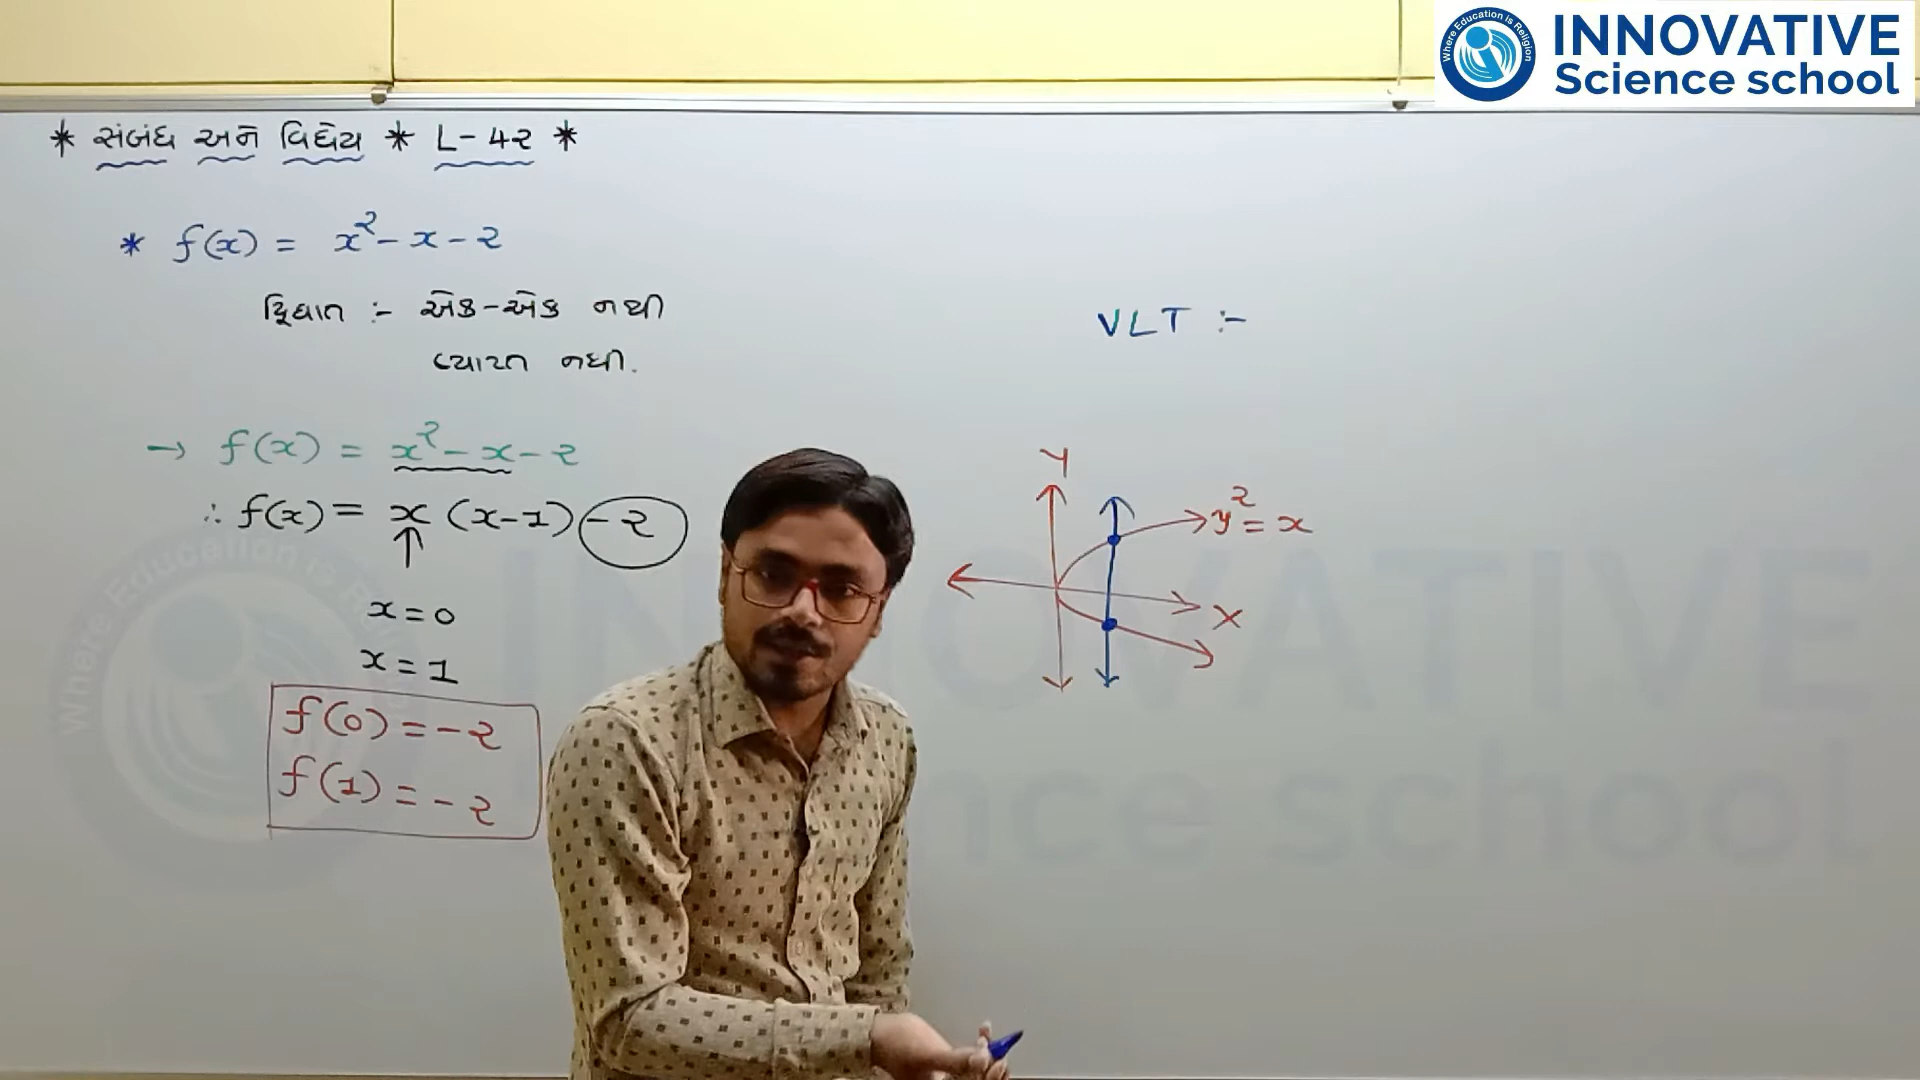 Where Education is Religion
INNOVATIVE
Science school
* સંબંધ અને વિધેય * L-4૨ *
* f(x) = x² - x - ૨
દ્વિઘાત :- એક-એક નથી
વ્યાપ્ત નથી.
→ f(x) = x² - x - ૨
∴ f(x) = x (x-1) - ૨
x = 0
x = 1
f(0) = -૨
f(1) = -૨
VLT :-
Y
y² = x
X